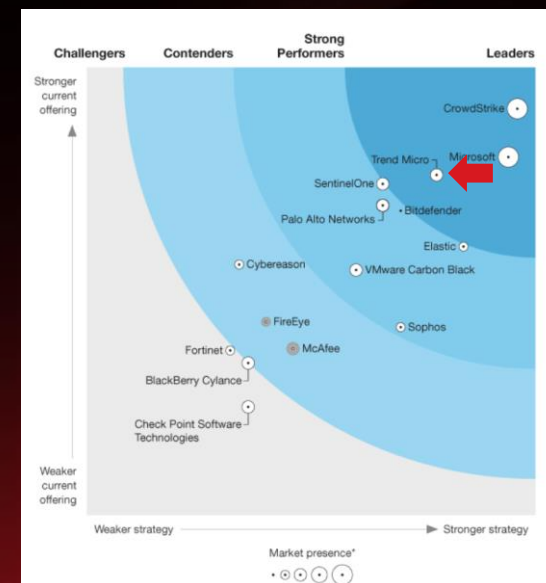 Challengers
Contenders
Strong
Performers
Leaders
Stronger
current
offering
CrowdStrike
Trend Micro
Microsoft
SentinelOne
Bitdefender
Palo Alto Networks
Elastic
Cybereason
VMware Carbon Black
FireEye
Sophos
Fortinet
McAfee
BlackBerry Cylance
Check Point Software
Technologies
Weaker
current
offering
Weaker strategy
Stronger strategy
Market presence*